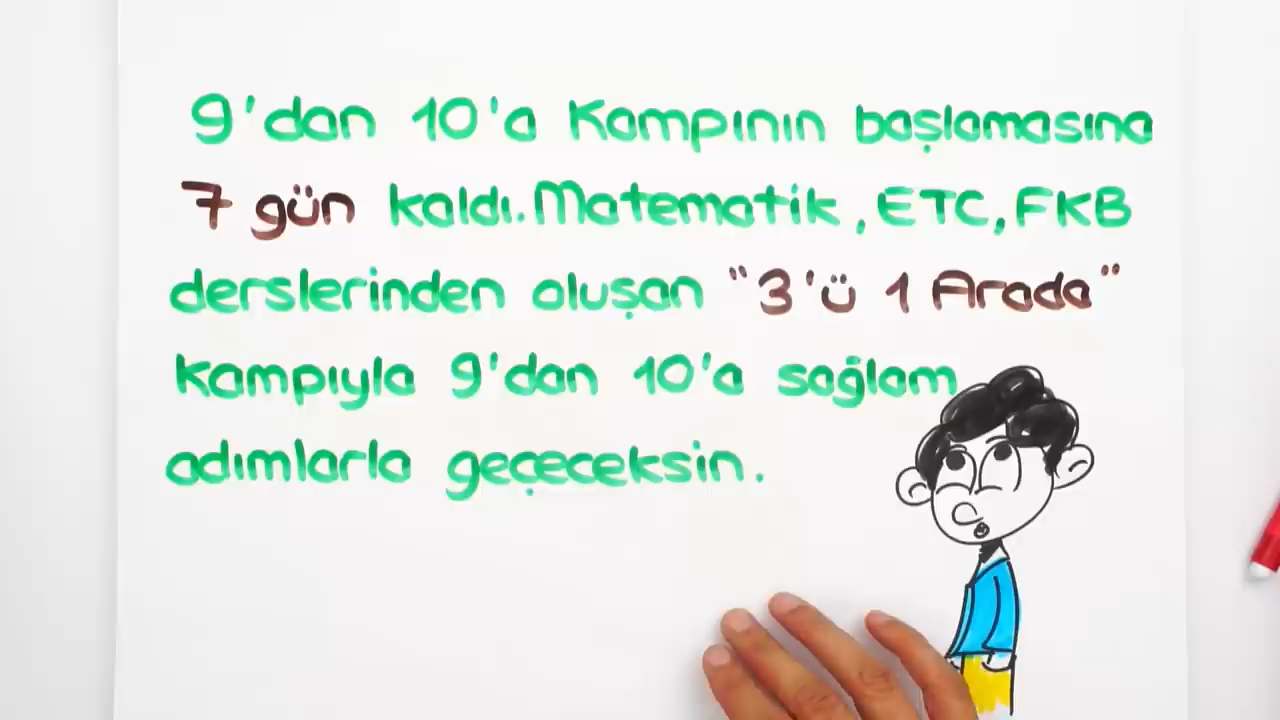 9'dan 10'a Kampının başlamasına
7 gün kaldı. Matematik, ETC, FKB
derslerinden oluşan "3'ü 1 Arada"
kampıyla 9'dan 10'a sağlam
adımlarla geçeceksin.